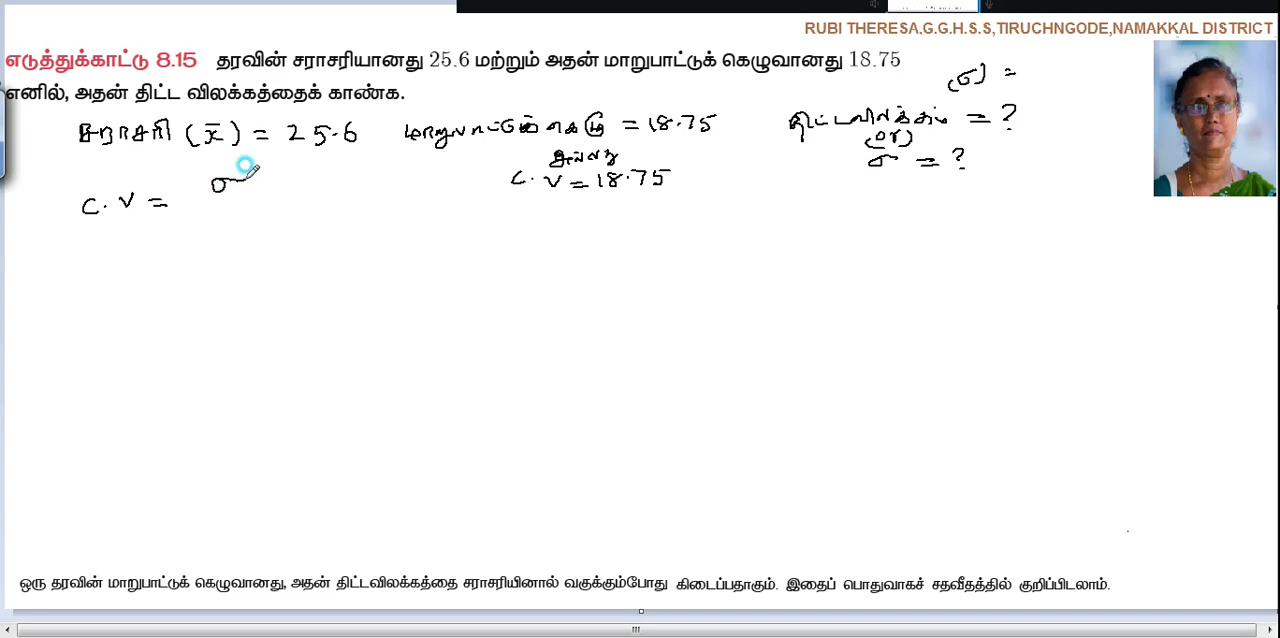 RUBI THERESA,G.G.H.S.S,TIRUCHNGODE,NAMAKKAL DISTRICT
எடுத்துக்காட்டு 8.15 தரவின் சராசரியானது 25.6 மற்றும் அதன் மாறுபாட்டுக் கெழுவானது 18.75
எனில், அதன் திட்ட விலக்கத்தைக் காண்க.
(σ) =
சராசரி (x̄) = 25.6 மாறுபாட்டுக் கெழு = 18.75 திட்டவிலக்கம் = ?
அல்லது (or)
C. V = 18.75 σ = ?
σ
C. V =
ஒரு தரவின் மாறுபாட்டுக் கெழுவானது, அதன் திட்டவிலக்கத்தை சராசரியினால் வகுக்கும்போது கிடைப்பதாகும். இதைப் பொதுவாகச் சதவீதத்தில் குறிப்பிடலாம்.